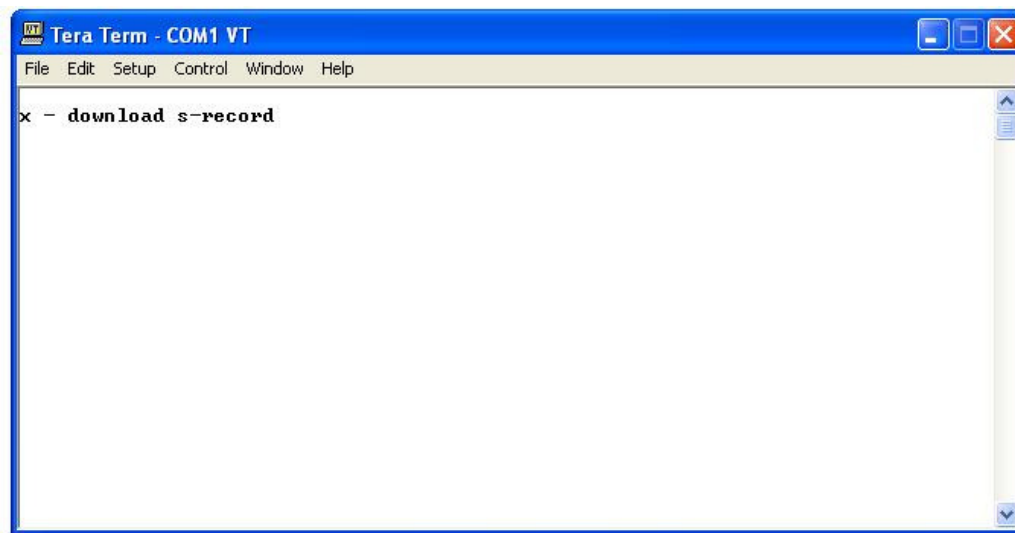 Tera Term - COM1 VT
File Edit Setup Control Window Help
x - download s-record